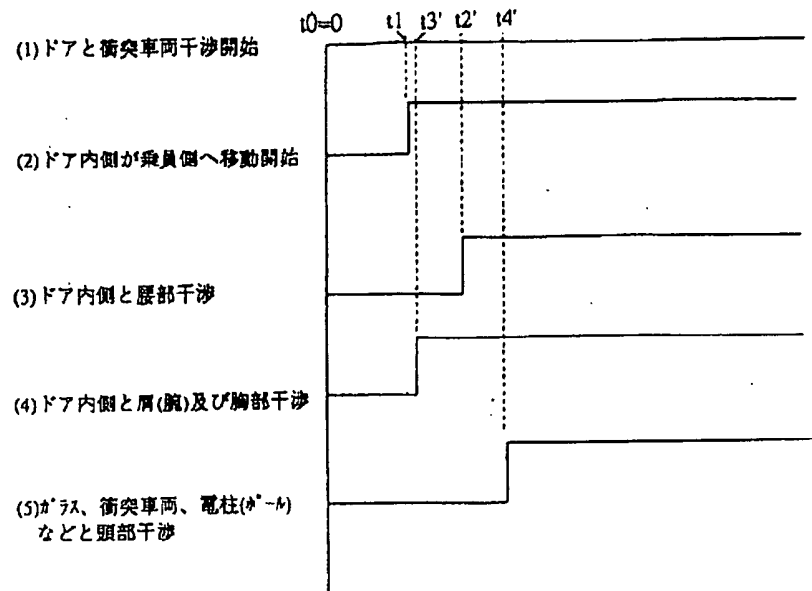 t0=0 t1 t3' t2' t4'
(1)ドアと衝突車両干渉開始
(2)ドア内側が乗員側へ移動開始
(3)ドア内側と腰部干渉
(4)ドア内側と肩(腕)及び胸部干渉
(5)ｶﾞﾗｽ、衝突車両、電柱(ﾎﾟｰﾙ)
などと頭部干渉